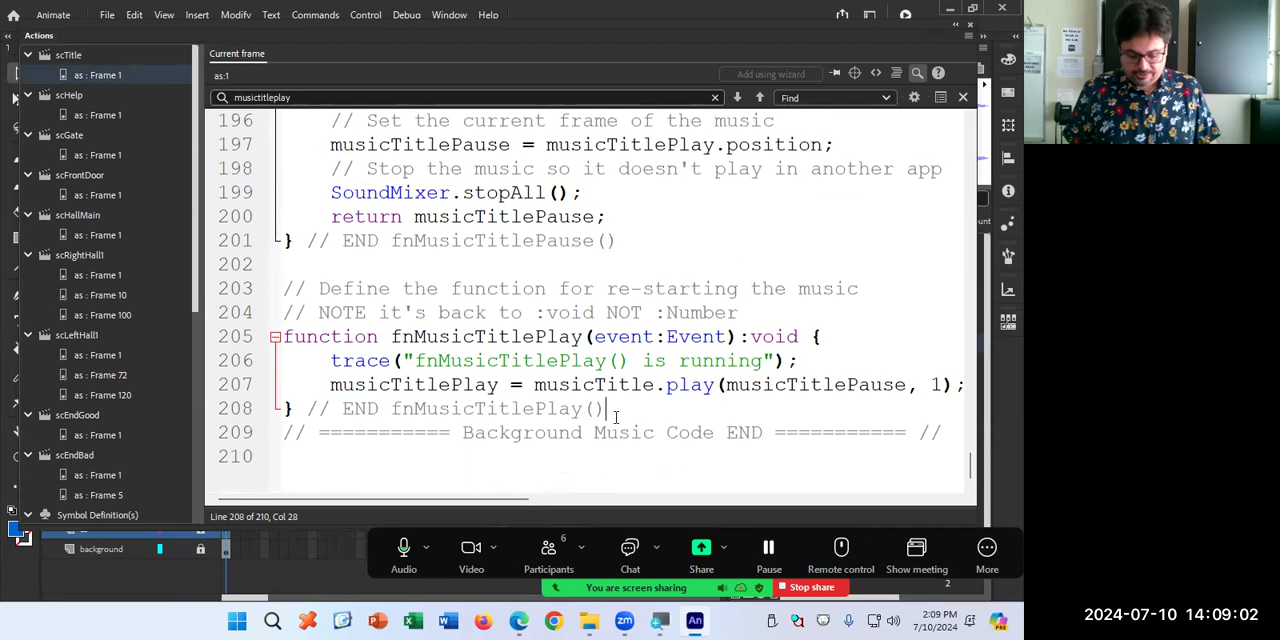 Animate File Edit View Insert Modify Text Commands Control Debug Window Help
Actions
Current frame
as:1
Add using wizard
musictitleplay
Find
scTitle
as : Frame 1
scHelp
as : Frame 1
scGate
as : Frame 1
scFrontDoor
as : Frame 1
scHallMain
as : Frame 1
scRightHall1
as : Frame 1
as : Frame 10
as : Frame 100
scLeftHall1
as : Frame 1
as : Frame 72
as : Frame 120
scEndGood
as : Frame 1
scEndBad
as : Frame 1
as : Frame 5
Symbol Definition(s)
196 // Set the current frame of the music
197 musicTitlePause = musicTitlePlay.position;
198 // Stop the music so it doesn't play in another app
199 SoundMixer.stopAll();
200 return musicTitlePause;
201 } // END fnMusicTitlePause()
202
203 // Define the function for re-starting the music
204 // NOTE it's back to :void NOT :Number
205 function fnMusicTitlePlay(event:Event):void {
206 trace("fnMusicTitlePlay() is running");
207 musicTitlePlay = musicTitle.play(musicTitlePause, 1);
208 } // END fnMusicTitlePlay()
209 // =========== Background Music Code END =========== //
210
Line 208 of 210, Col 28
background
6
Audio Video Participants Chat Share Pause Remote control Show meeting More
You are screen sharing
Stop share
2
2:09 PM
7/10/2024
2024-07-10 14:09:02